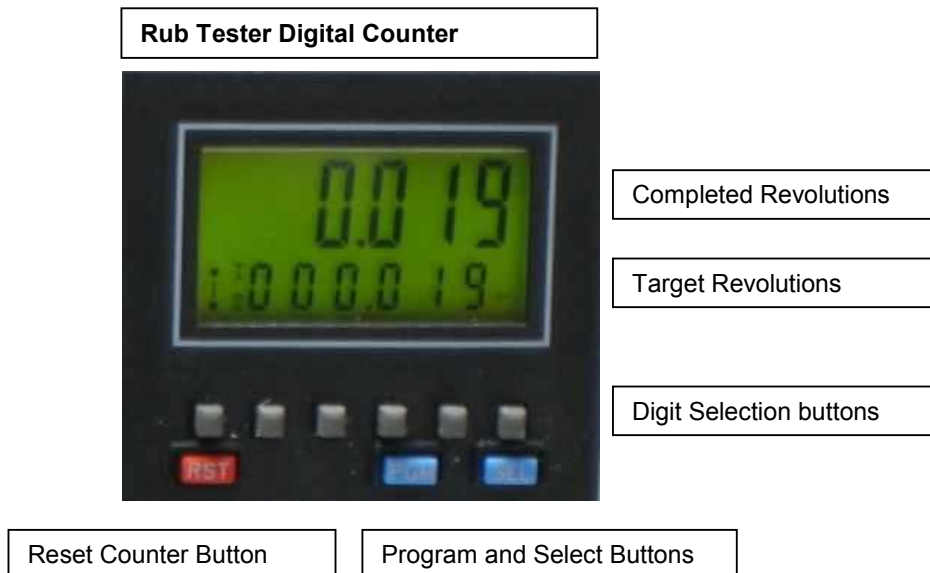 Rub Tester Digital Counter
0.019
Completed Revolutions
000.019
Target Revolutions
Digit Selection buttons
RST PGM SEL
Reset Counter Button
Program and Select Buttons